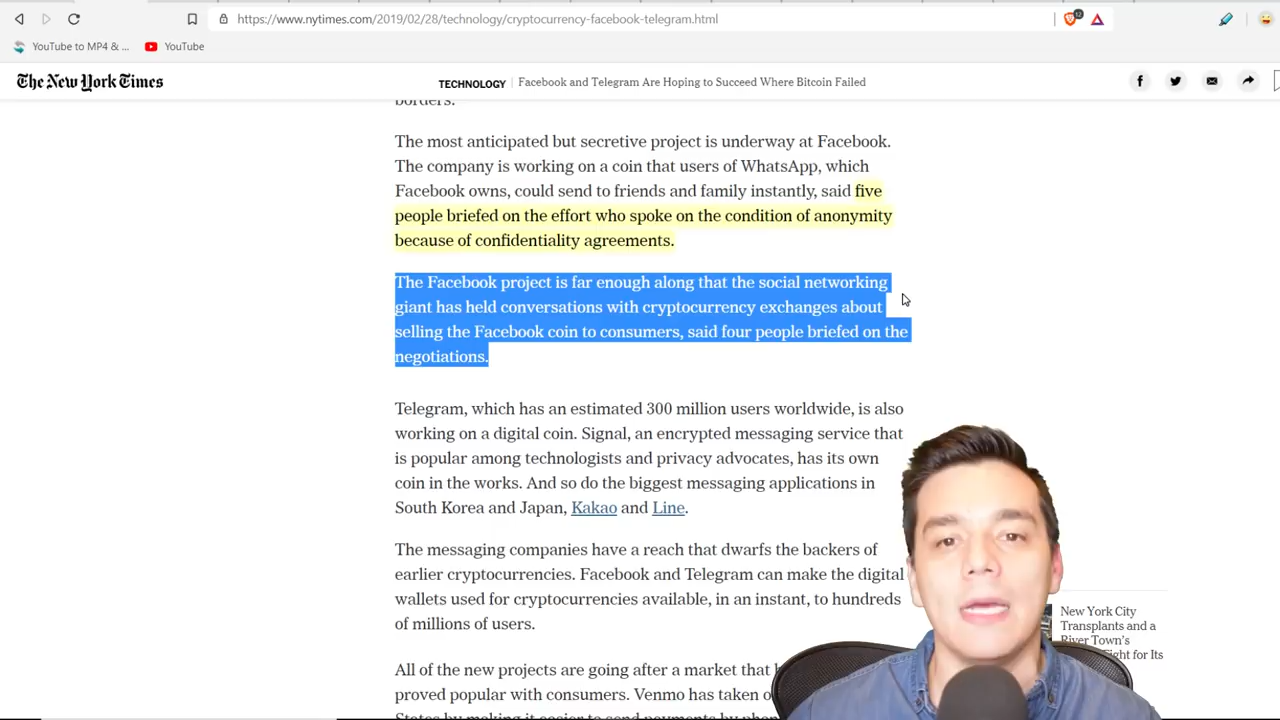 https://www.nytimes.com/2019/02/28/technology/cryptocurrency-facebook-telegram.html
12
YouTube to MP4 & ...
YouTube
The New York Times
TECHNOLOGY
Facebook and Telegram Are Hoping to Succeed Where Bitcoin Failed
borders.
The most anticipated but secretive project is underway at Facebook.
The company is working on a coin that users of WhatsApp, which
Facebook owns, could send to friends and family instantly, said five
people briefed on the effort who spoke on the condition of anonymity
because of confidentiality agreements.
The Facebook project is far enough along that the social networking
giant has held conversations with cryptocurrency exchanges about
selling the Facebook coin to consumers, said four people briefed on the
negotiations.
Telegram, which has an estimated 300 million users worldwide, is also
working on a digital coin. Signal, an encrypted messaging service that
is popular among technologists and privacy advocates, has its own
coin in the works. And so do the biggest messaging applications in
South Korea and Japan, Kakao and Line.
The messaging companies have a reach that dwarfs the backers of
earlier cryptocurrencies. Facebook and Telegram can make the digital
wallets used for cryptocurrencies available, in an instant, to hundreds
of millions of users.
All of the new projects are going after a market that
proved popular with consumers. Venmo has taken
States by making it easier to send payments by
New York City
Transplants and a
River Town's
for Its